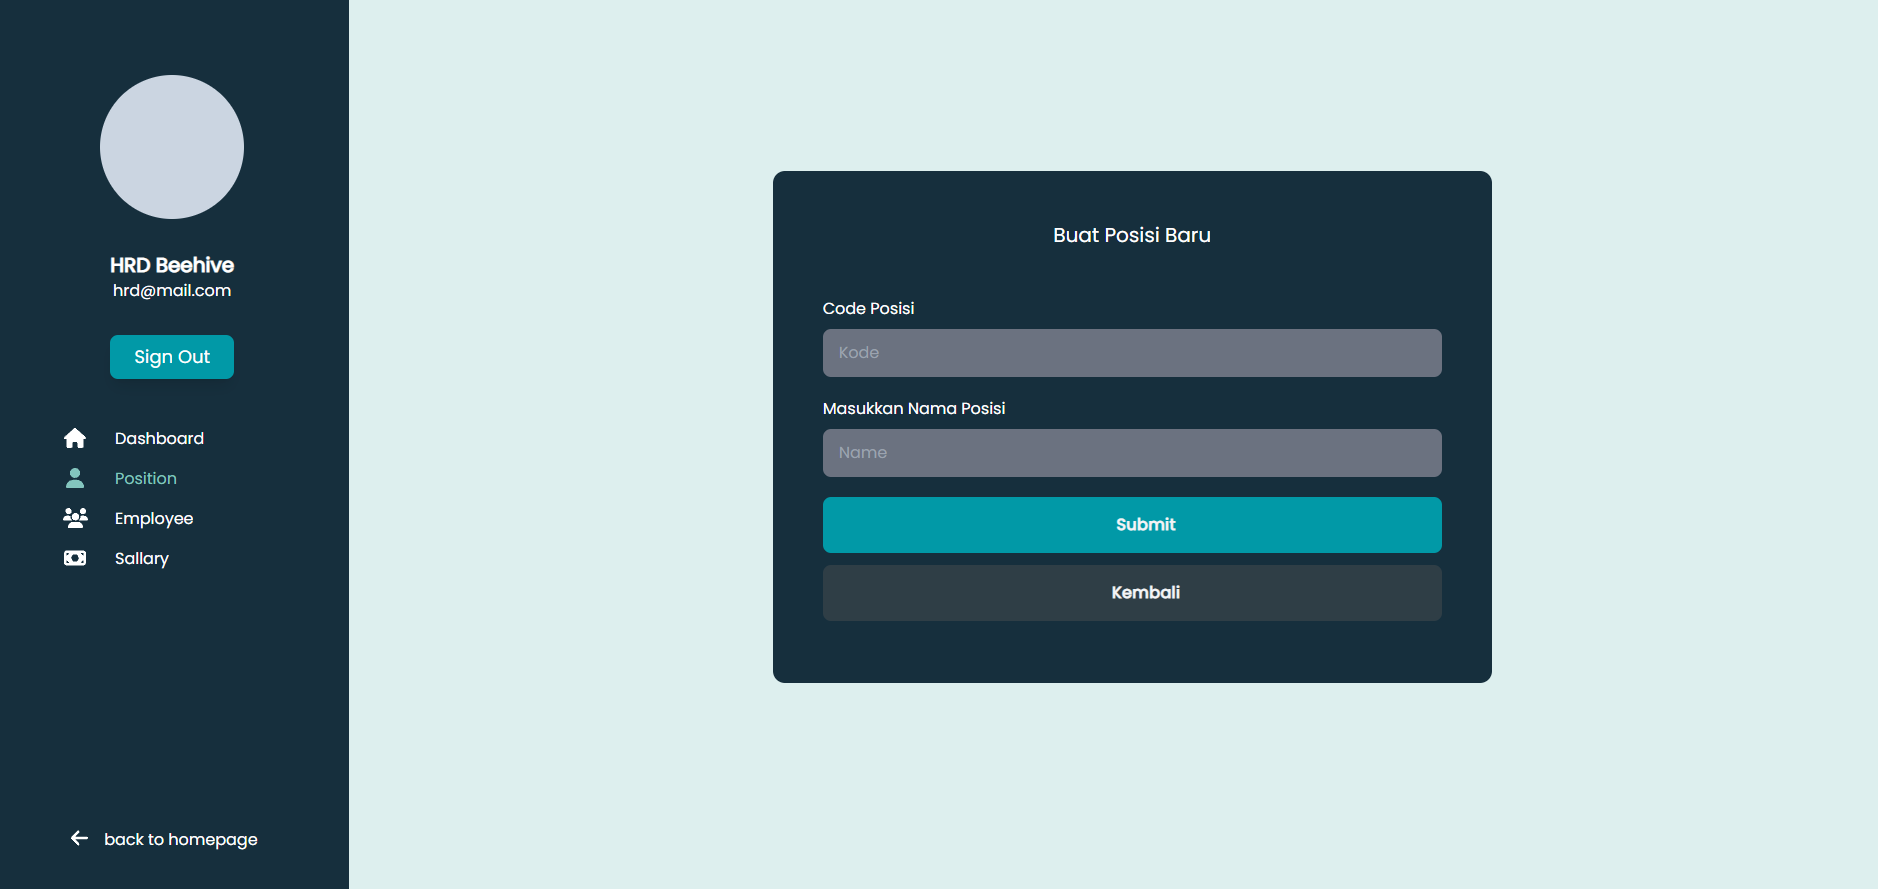 HRD Beehive
hrd@mail.com
Sign Out
Dashboard
Position
Employee
Sallary
back to homepage
Buat Posisi Baru
Code Posisi
Kode
Masukkan Nama Posisi
Name
Submit
Kembali